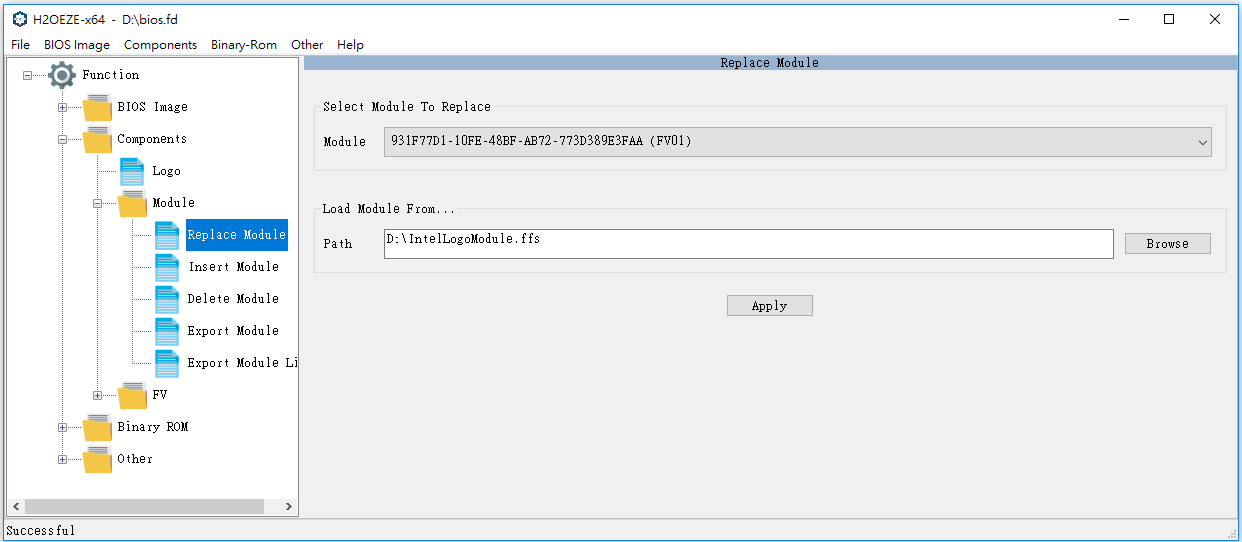 H2OEZE-x64 - D:\bios.fd
File BIOS Image Components Binary-Rom Other Help
Function
BIOS Image
Components
Logo
Module
Replace Module
Insert Module
Delete Module
Export Module
Export Module Li
FV
Binary ROM
Other
Replace Module
Select Module To Replace
Module 931F77D1-10FE-48BF-AB72-773D389E3FAA (FV01)
Load Module From...
Path D:\IntelLogoModule.ffs Browse
Apply
Successful